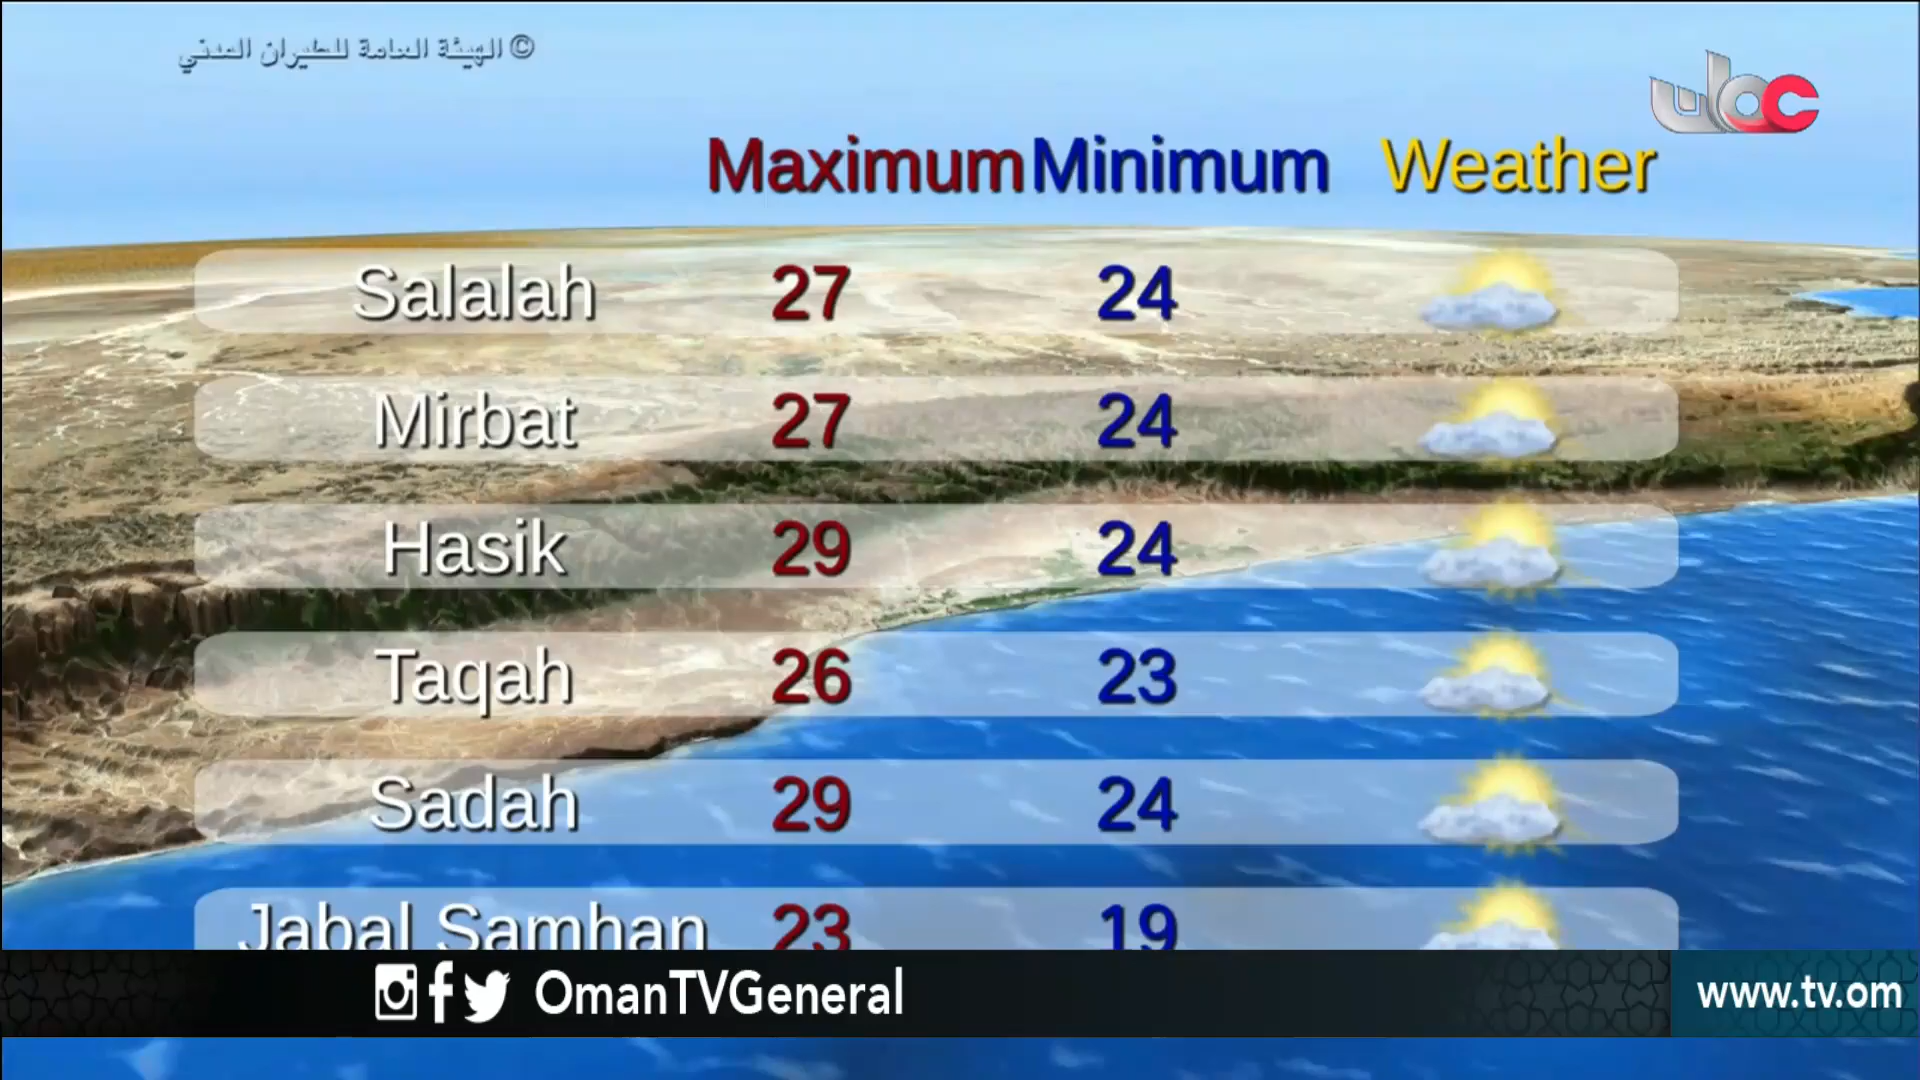 © الهيئة العامة للطيران المدني
عمان
Maximum Minimum Weather
Salalah 27 24
Mirbat 27 24
Hasik 29 24
Taqah 26 23
Sadah 29 24
Jabal Samhan 23 19
OmanTVGeneral
www.tv.om